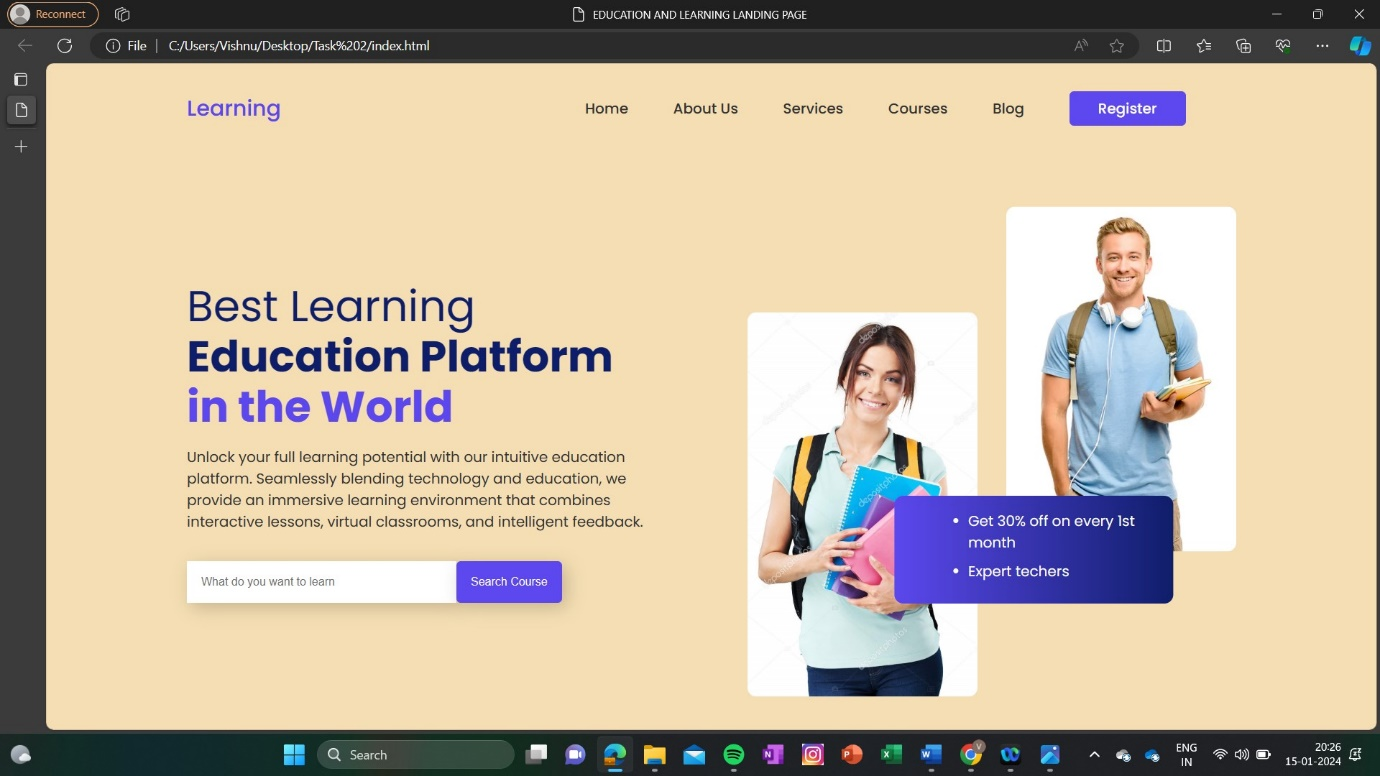 Reconnect
EDUCATION AND LEARNING LANDING PAGE
File
C:/Users/Vishnu/Desktop/Task%202/index.html
Learning
Home
About Us
Services
Courses
Blog
Register
Best Learning
Education Platform
in the World
Unlock your full learning potential with our intuitive education
platform. Seamlessly blending technology and education, we
provide an immersive learning environment that combines
interactive lessons, virtual classrooms, and intelligent feedback.
What do you want to learn
Search Course
depositphotos
• Get 30% off on every 1st
month
• Expert techers
Search
ENG
IN
20:26
15-01-2024